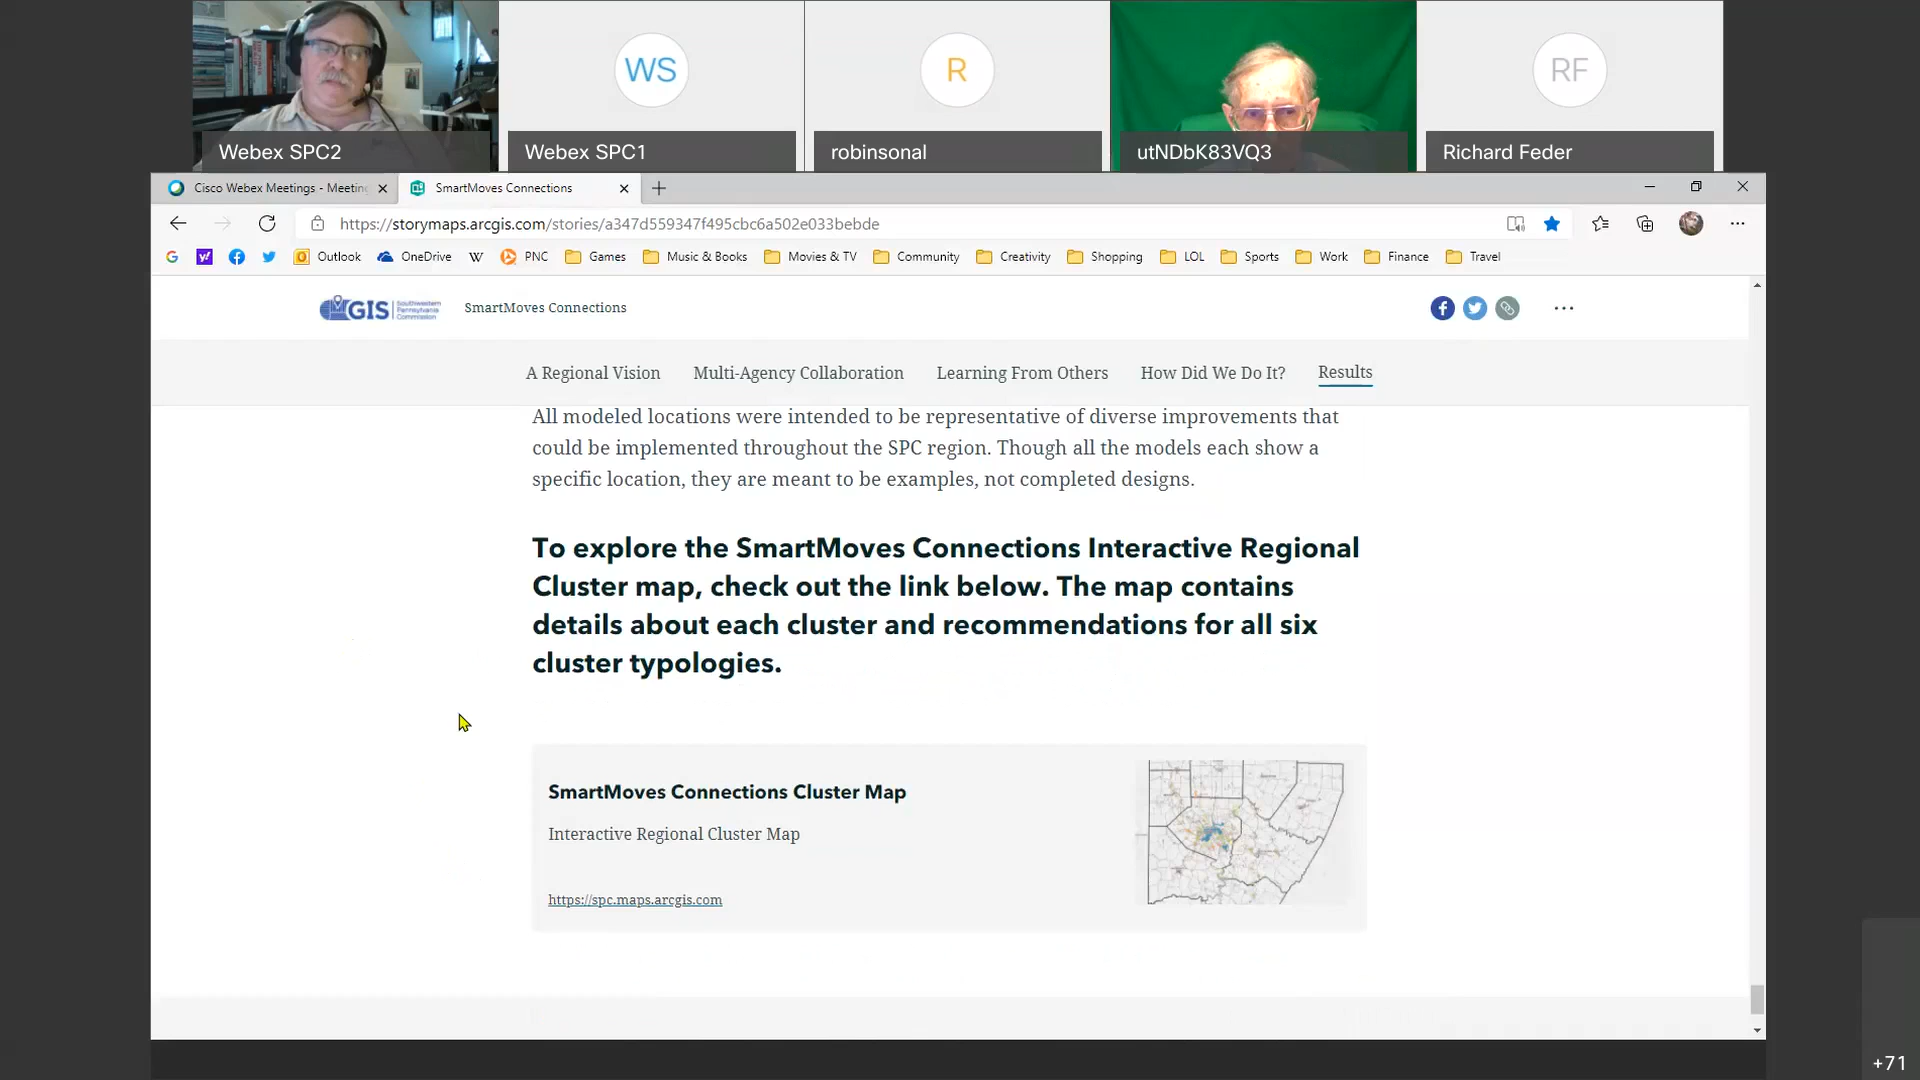 WS
R
RF
Webex SPC2
Webex SPC1
robinsonal
utNDbK83VQ3
Richard Feder
Cisco Webex Meetings - Meetin
SmartMoves Connections
https://storymaps.arcgis.com/stories/a347d559347f495cbc6a502e033bebde
Outlook
OneDrive
W
PNC
Games
Music & Books
Movies & TV
Community
Creativity
Shopping
LOL
Sports
Work
Finance
Travel
GIS
Southwestern
Pennsylvania
Commission
SmartMoves Connections
A Regional Vision
Multi-Agency Collaboration
Learning From Others
How Did We Do It?
Results
All modeled locations were intended to be representative of diverse improvements that
could be implemented throughout the SPC region. Though all the models each show a
specific location, they are meant to be examples, not completed designs.
To explore the SmartMoves Connections Interactive Regional
Cluster map, check out the link below. The map contains
details about each cluster and recommendations for all six
cluster typologies.
SmartMoves Connections Cluster Map
Interactive Regional Cluster Map
https://spc.maps.arcgis.com
+71